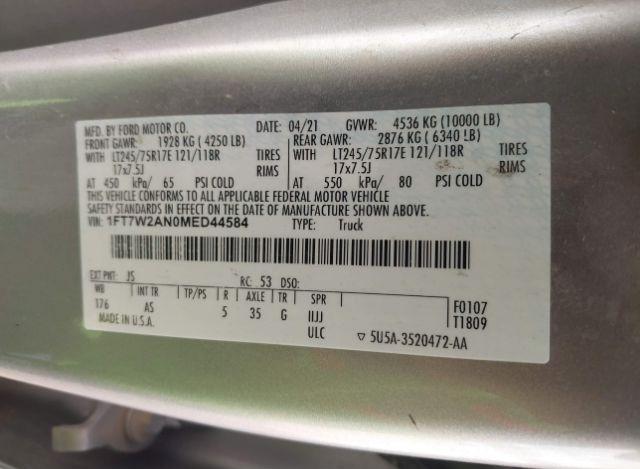 MFD. BY FORD MOTOR CO. DATE: 04/21 GVWR: 4536 KG (10000 LB)
FRONT GAWR: 1928 KG ( 4250 LB) REAR GAWR: 2876 KG ( 6340 LB)
WITH LT245/75R17E 121/118R TIRES WITH LT245/75R17E 121/118R TIRES
17x7.5J RIMS 17x7.5J RIMS
AT 450 kPa/ 65 PSI COLD AT 550 kPa/ 80 PSI COLD
THIS VEHICLE CONFORMS TO ALL APPLICABLE FEDERAL MOTOR VEHICLE
SAFETY STANDARDS IN EFFECT ON THE DATE OF MANUFACTURE SHOWN ABOVE.
VIN: 1FT7W2AN0MED44584 TYPE: Truck
EXT PNT: JS RC: 53 DSO:
WB INT TR TP/PS R AXLE TR SPR F0107
176 AS 5 35 G IIJJ T1809
MADE IN U.S.A. ULC ▽ 5U5A-3520472-AA